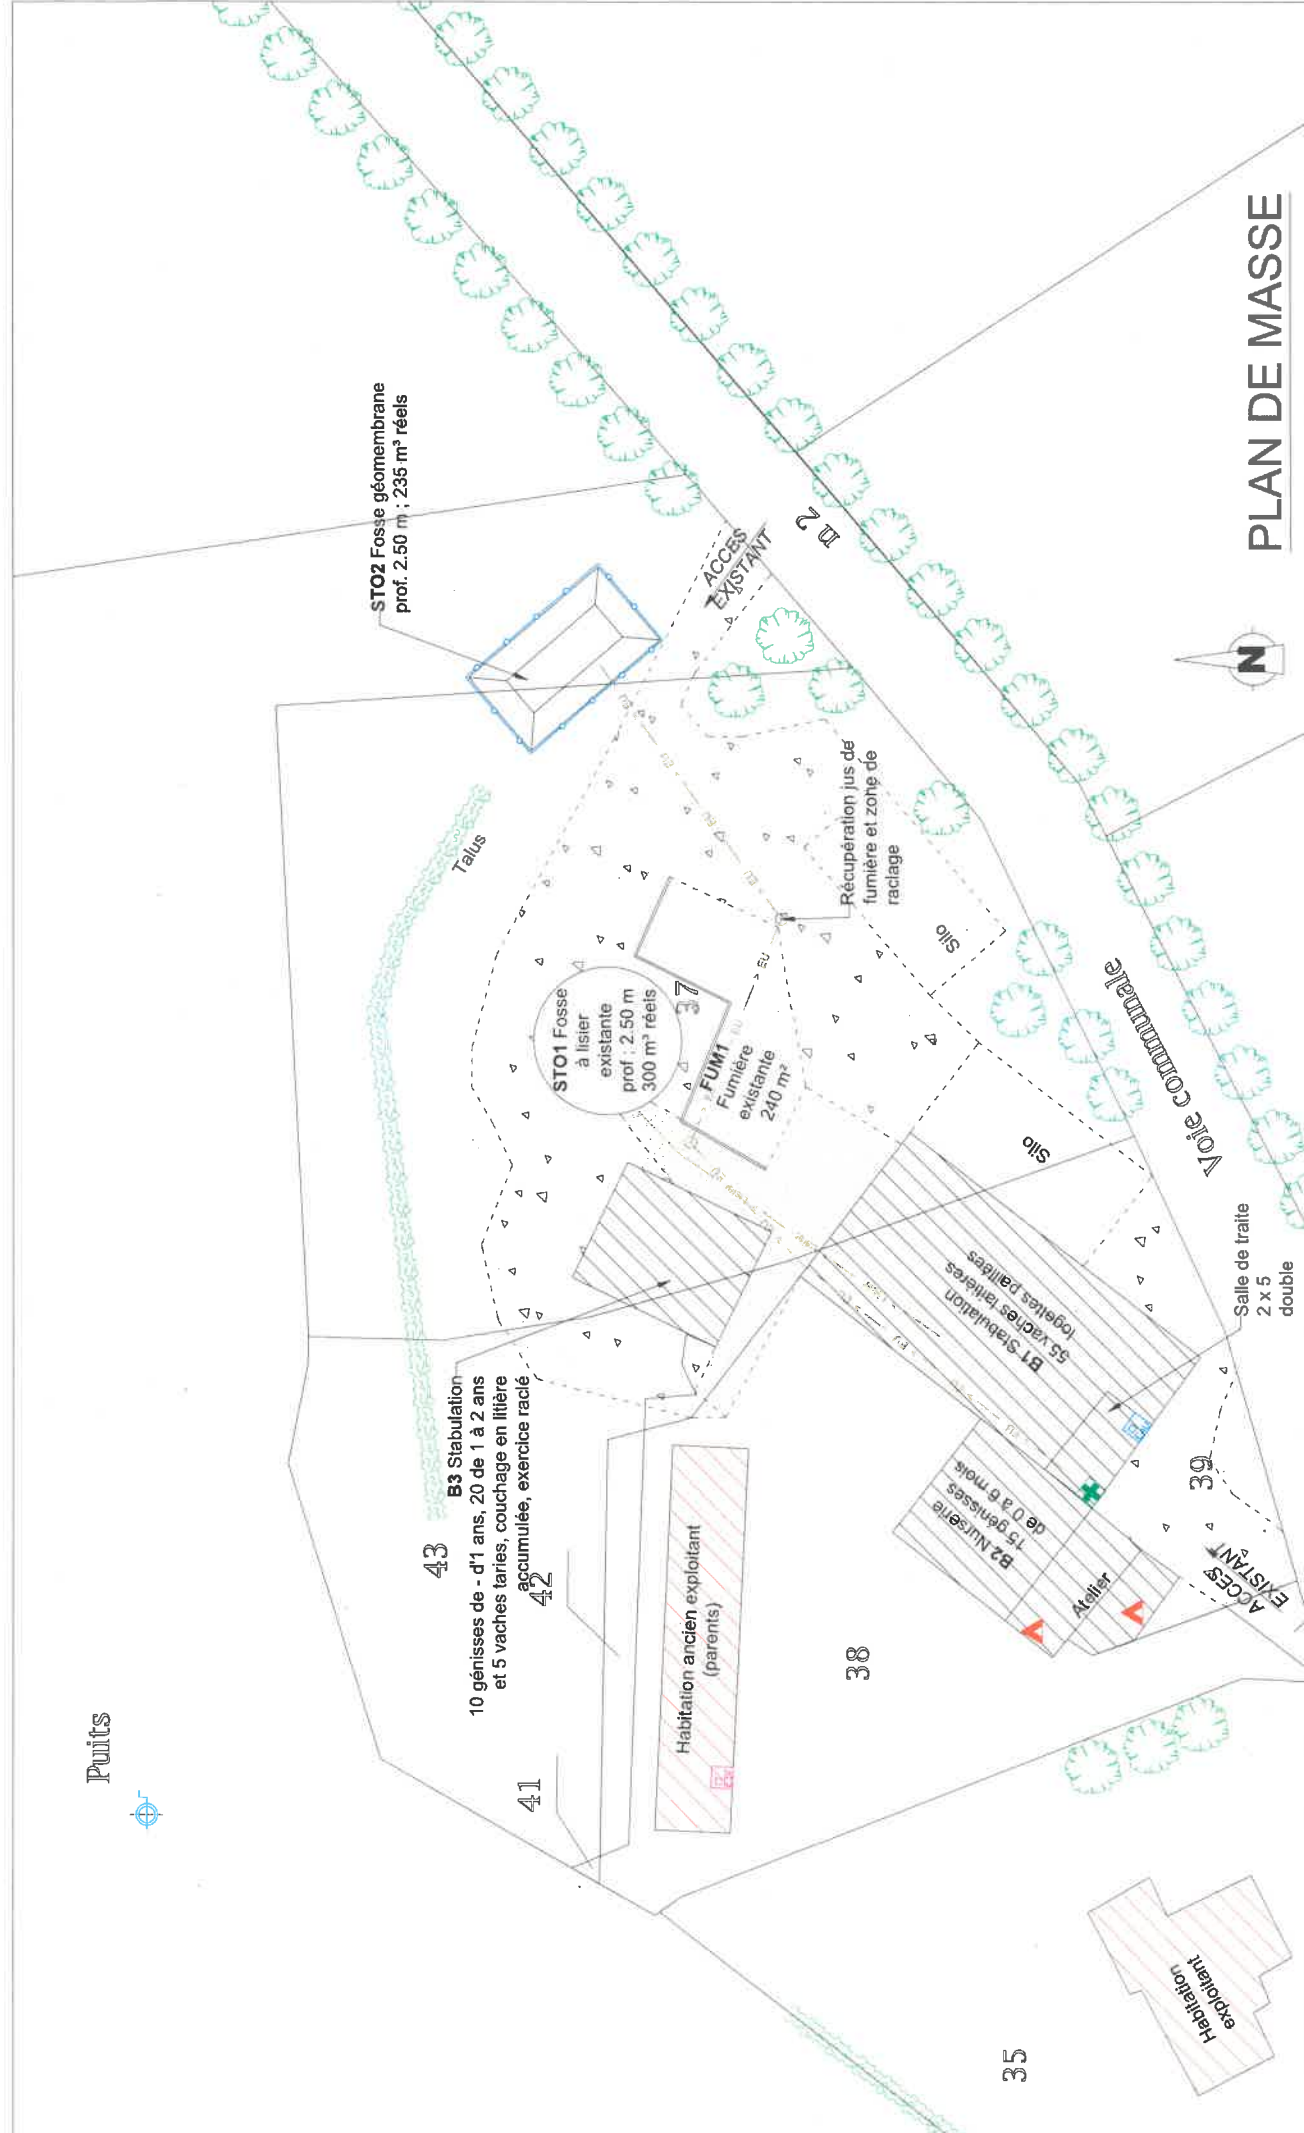 Puits
STO2 Fosse géomembrane
prof. 2.50 m ; 235 m³ réels
ACCES
EXISTANT
n 2
Talus
STO1 Fosse
à lisier
existante
prof : 2.50 m
300 m³ réels
37
FUM1
Fumière
existante
240 m²
Récupération jus de
fumière et zone de
raclage
EU
EU
EU
EU
EU
Silo
Silo
Voie communale
43
B3 Stabulation
10 génisses de - d'1 ans, 20 de 1 à 2 ans
et 5 vaches taries, couchage en litière
accumulée, exercice raclé
42
41
Habitation ancien exploitant
(parents)
38
B1 Stabulation
55 vaches laitières
logettes paillées
B2 Nurserie
15 génisses
de 0 à 6 mois
Atelier
Salle de traite
2 x 5
double
39
ACCES
EXISTANT
35
Habitation
exploitant
N
PLAN DE MASSE